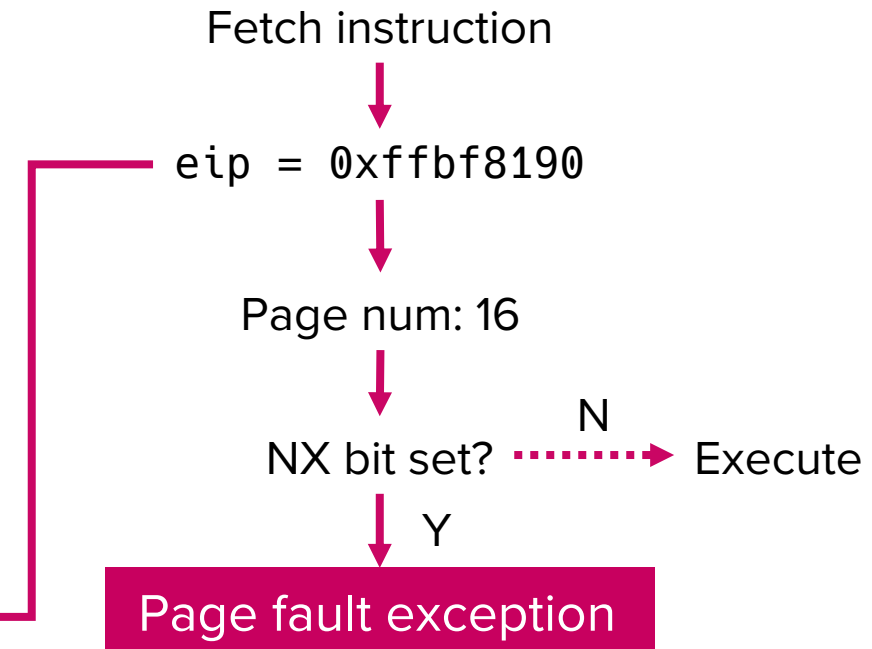 Fetch instruction
eip = 0xffbf8190
Page num: 16
N
NX bit set?
Execute
Y
Page fault exception